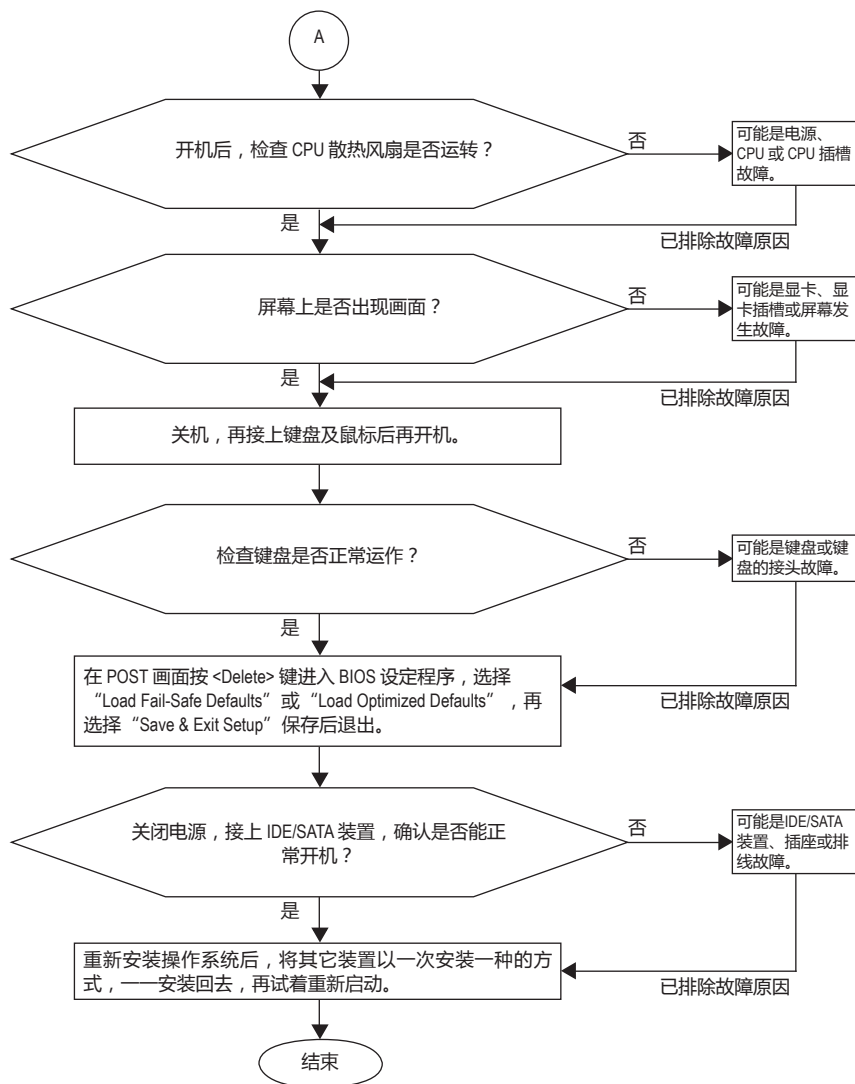 A
开机后，检查 CPU 散热风扇是否运转？
否
可能是电源、
CPU 或 CPU 插槽
故障。
是
已排除故障原因
屏幕上是否出现画面？
否
可能是显卡、显
卡插槽或屏幕发
生故障。
是
已排除故障原因
关机，再接上键盘及鼠标后再开机。
检查键盘是否正常运作？
否
可能是键盘或键
盘的接头故障。
是
在 POST 画面按 <Delete> 键进入 BIOS 设定程序，选择
“Load Fail-Safe Defaults”或“Load Optimized Defaults”，再
选择“Save & Exit Setup”保存后退出。
已排除故障原因
关闭电源，接上 IDE/SATA 装置，确认是否能正
常开机？
否
可能是IDE/SATA
装置、插座或排
线故障。
是
重新安装操作系统后，将其它装置以一次安装一种的方
式，一一安装回去，再试着重新启动。
已排除故障原因
结束